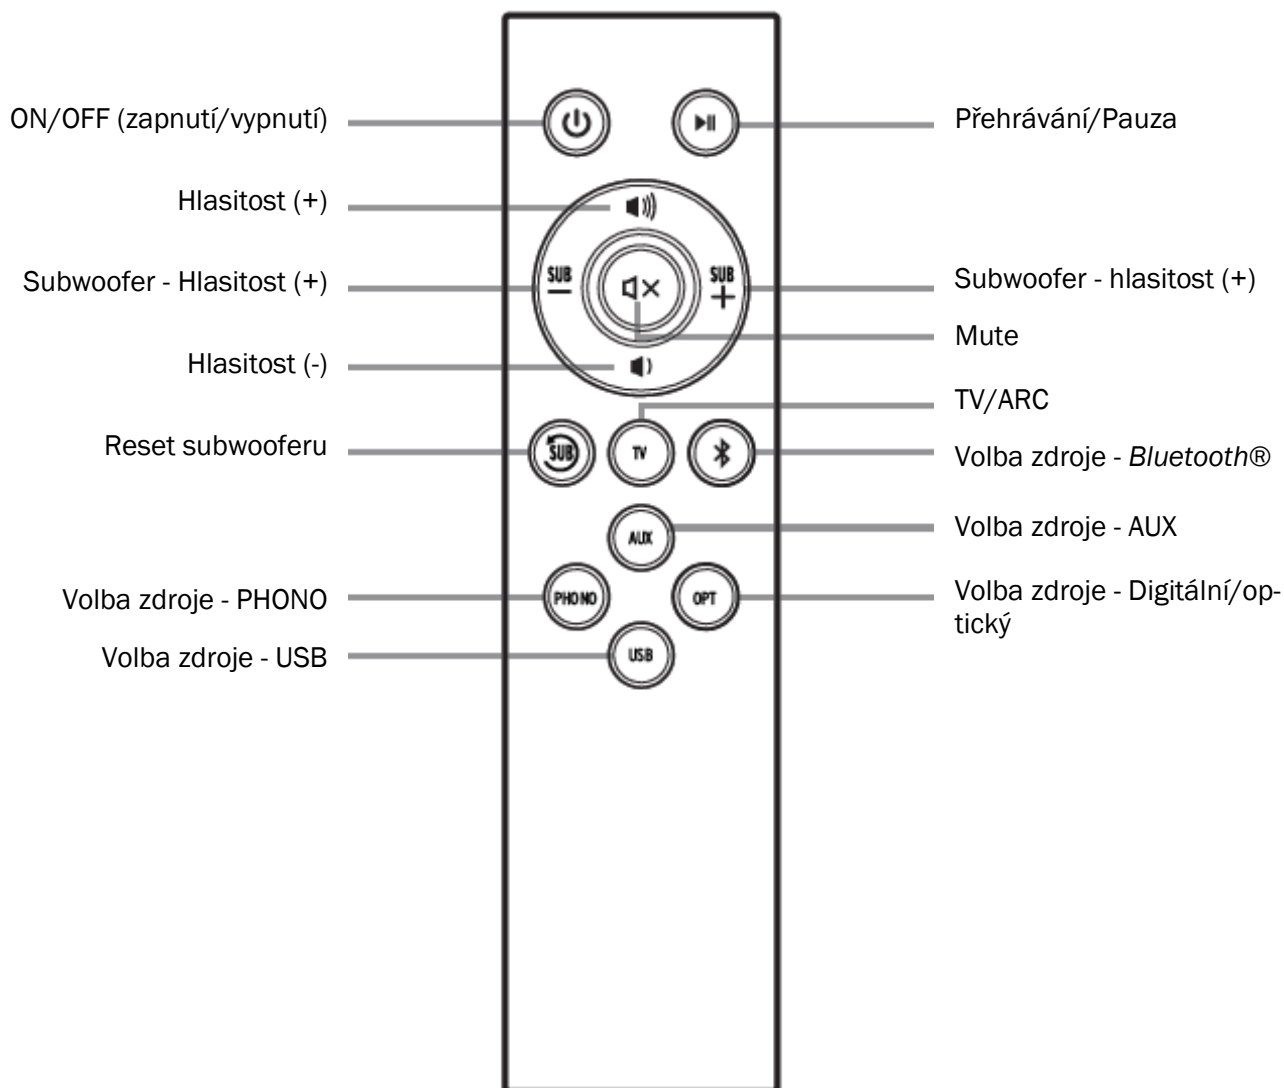 ON/OFF (zapnutí/vypnutí)
Přehrávání/Pauza
Hlasitost (+)
Subwoofer - Hlasitost (+)
SUB
SUB
Subwoofer - hlasitost (+)
Mute
Hlasitost (-)
TV/ARC
Reset subwooferu
SUB
TV
Volba zdroje - Bluetooth®
AUX
Volba zdroje - AUX
Volba zdroje - PHONO
PHONO
OPT
Volba zdroje - Digitální/op-
tický
Volba zdroje - USB
USB